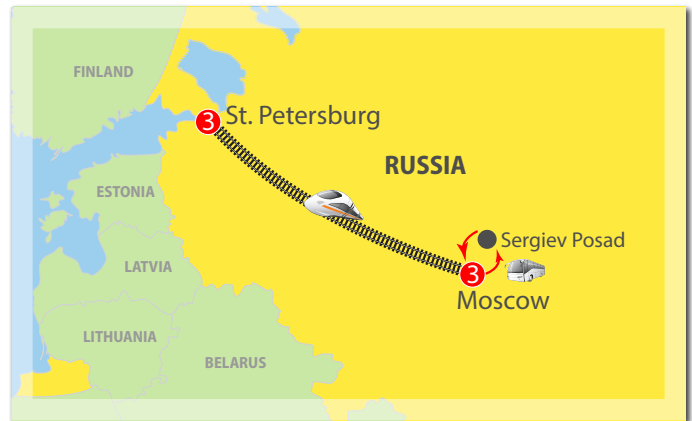 FINLAND
3 St. Petersburg
RUSSIA
ESTONIA
Sergiev Posad
LATVIA
3
Moscow
LITHUANIA
BELARUS